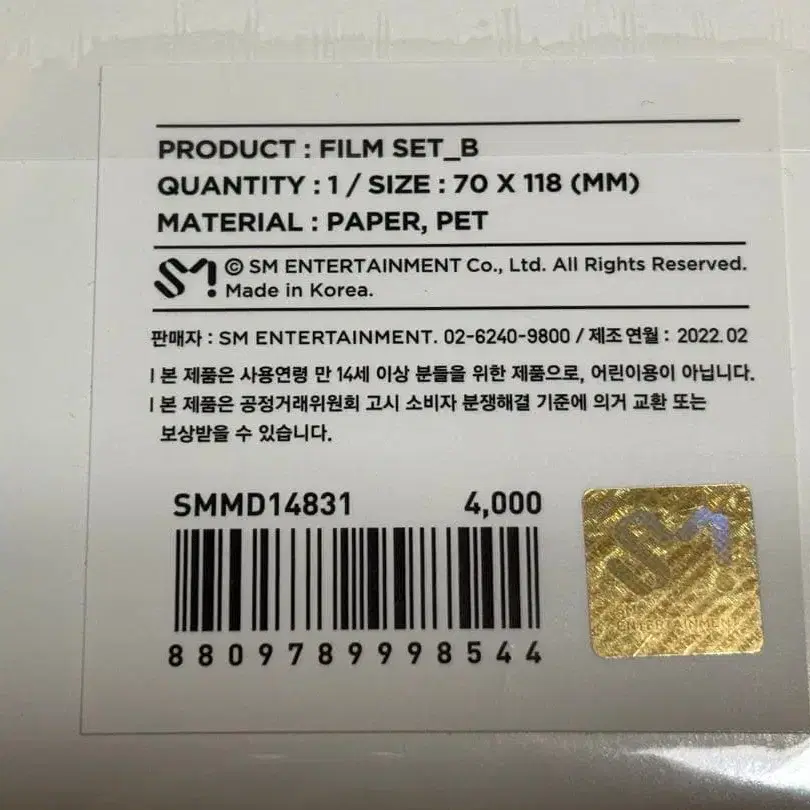 PRODUCT : FILM SET_B
QUANTITY : 1 / SIZE : 70 X 118 (MM)
MATERIAL : PAPER, PET
SM! © SM ENTERTAINMENT Co., Ltd. All Rights Reserved.
Made in Korea.
판매자 : SM ENTERTAINMENT. 02-6240-9800 / 제조 연월 : 2022. 02
I 본 제품은 사용연령 만 14세 이상 분들을 위한 제품으로, 어린이용이 아닙니다.
I 본 제품은 공정거래위원회 고시 소비자 분쟁해결 기준에 의거 교환 또는
보상받을 수 있습니다.
SMMD14831 4,000
8809789998544
SM!
SM
ENTERTAINMENT